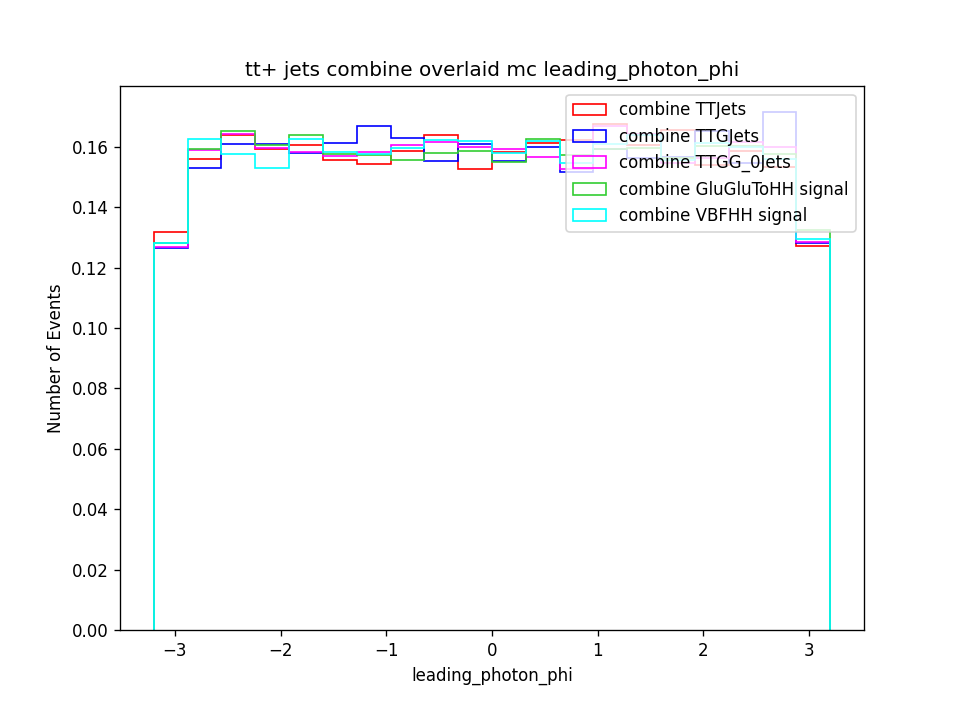 tt+ jets combine overlaid mc leading_photon_phi
combine TTJets
combine TTGJets
combine TTGG_0Jets
combine GluGluToHH signal
combine VBFHH signal
0.16
0.14
0.12
0.10
0.08
0.06
0.04
0.02
0.00
Number of Events
−3 −2 −1 0 1 2 3
leading_photon_phi